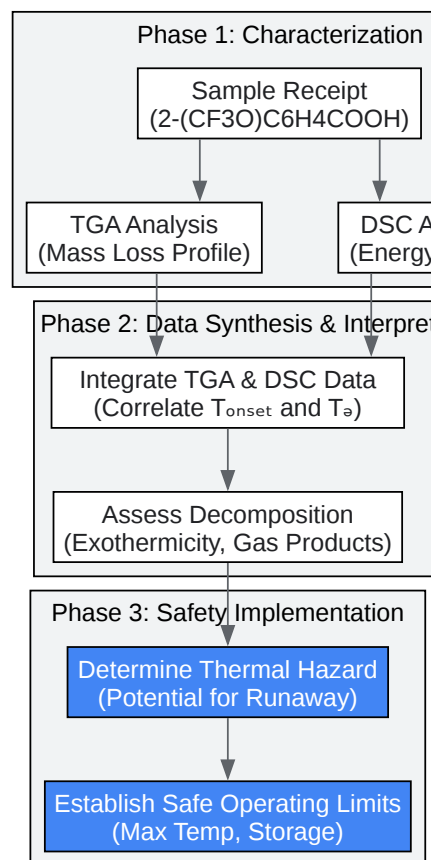 Phase 1: Characterization
Sample Receipt
(2-(CF3O)C6H4COOH)
TGA Analysis
(Mass Loss Profile)
DSC A
(Energy
Phase 2: Data Synthesis & Interpret
Integrate TGA & DSC Data
(Correlate Tₒₙₛₑₜ and Tₔ)
Assess Decomposition
(Exothermicity, Gas Products)
Phase 3: Safety Implementation
Determine Thermal Hazard
(Potential for Runaway)
Establish Safe Operating Limits
(Max Temp, Storage)